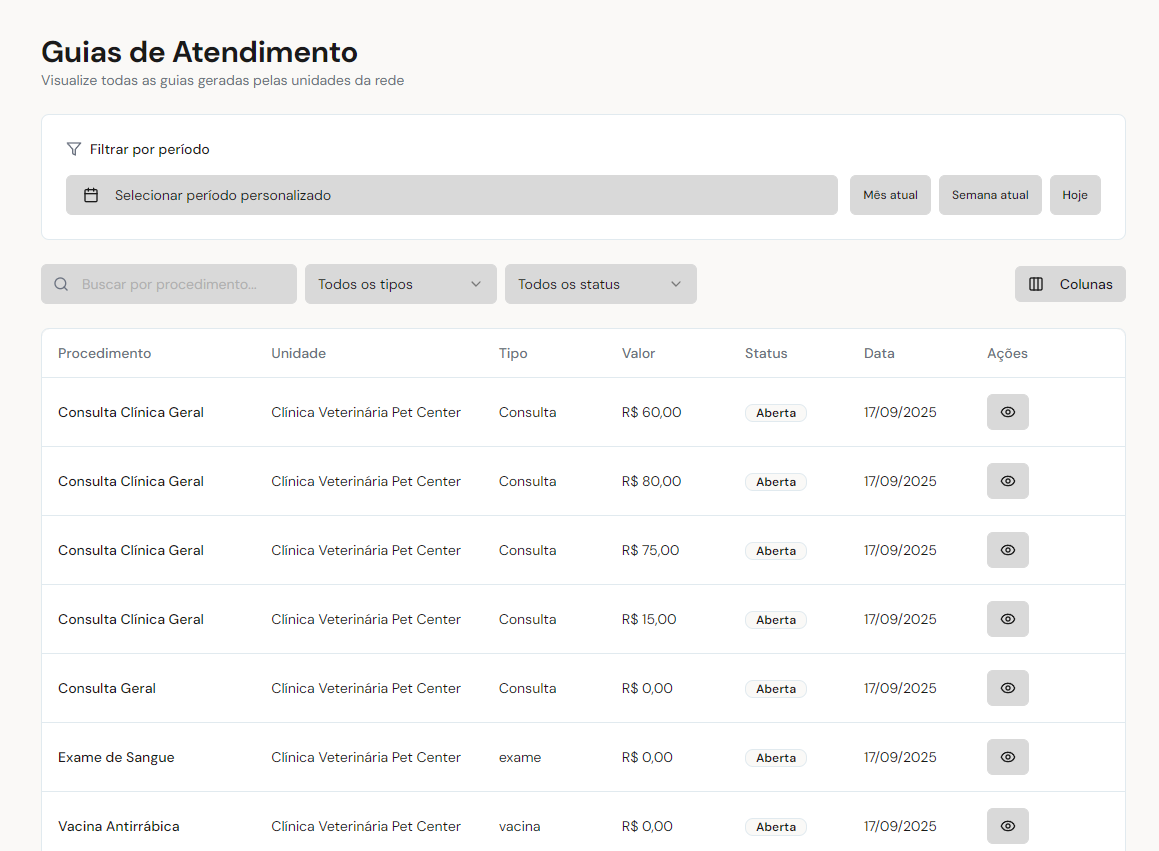 Guias de Atendimento
Visualize todas as guias geradas pelas unidades da rede
Filtrar por período
Selecionar período personalizado Mês atual Semana atual Hoje
Buscar por procedimento... Todos os tipos Todos os status Colunas
Procedimento Unidade Tipo Valor Status Data Ações
Consulta Clínica Geral Clínica Veterinária Pet Center Consulta R$ 60,00 Aberta 17/09/2025
Consulta Clínica Geral Clínica Veterinária Pet Center Consulta R$ 80,00 Aberta 17/09/2025
Consulta Clínica Geral Clínica Veterinária Pet Center Consulta R$ 75,00 Aberta 17/09/2025
Consulta Clínica Geral Clínica Veterinária Pet Center Consulta R$ 15,00 Aberta 17/09/2025
Consulta Geral Clínica Veterinária Pet Center Consulta R$ 0,00 Aberta 17/09/2025
Exame de Sangue Clínica Veterinária Pet Center exame R$ 0,00 Aberta 17/09/2025
Vacina Antirrábica Clínica Veterinária Pet Center vacina R$ 0,00 Aberta 17/09/2025